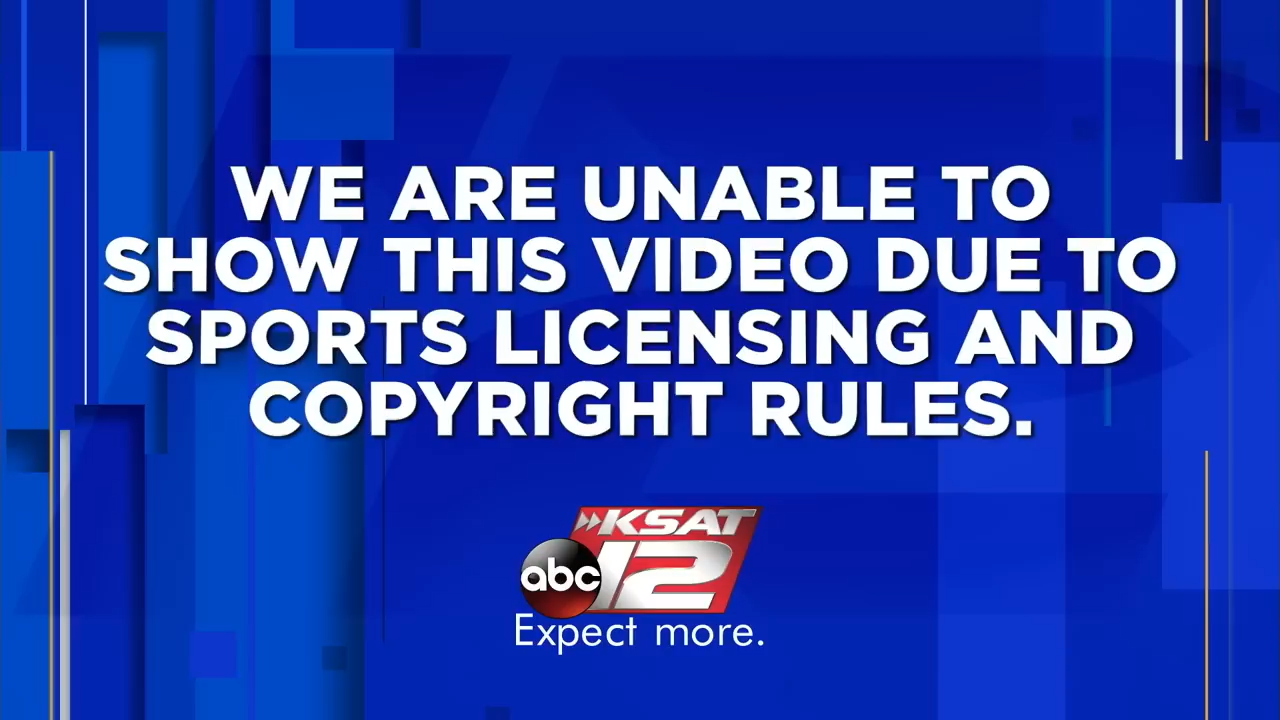 WE ARE UNABLE TO
SHOW THIS VIDEO DUE TO
SPORTS LICENSING AND
COPYRIGHT RULES.
KSAT
abc 12
Expect more.